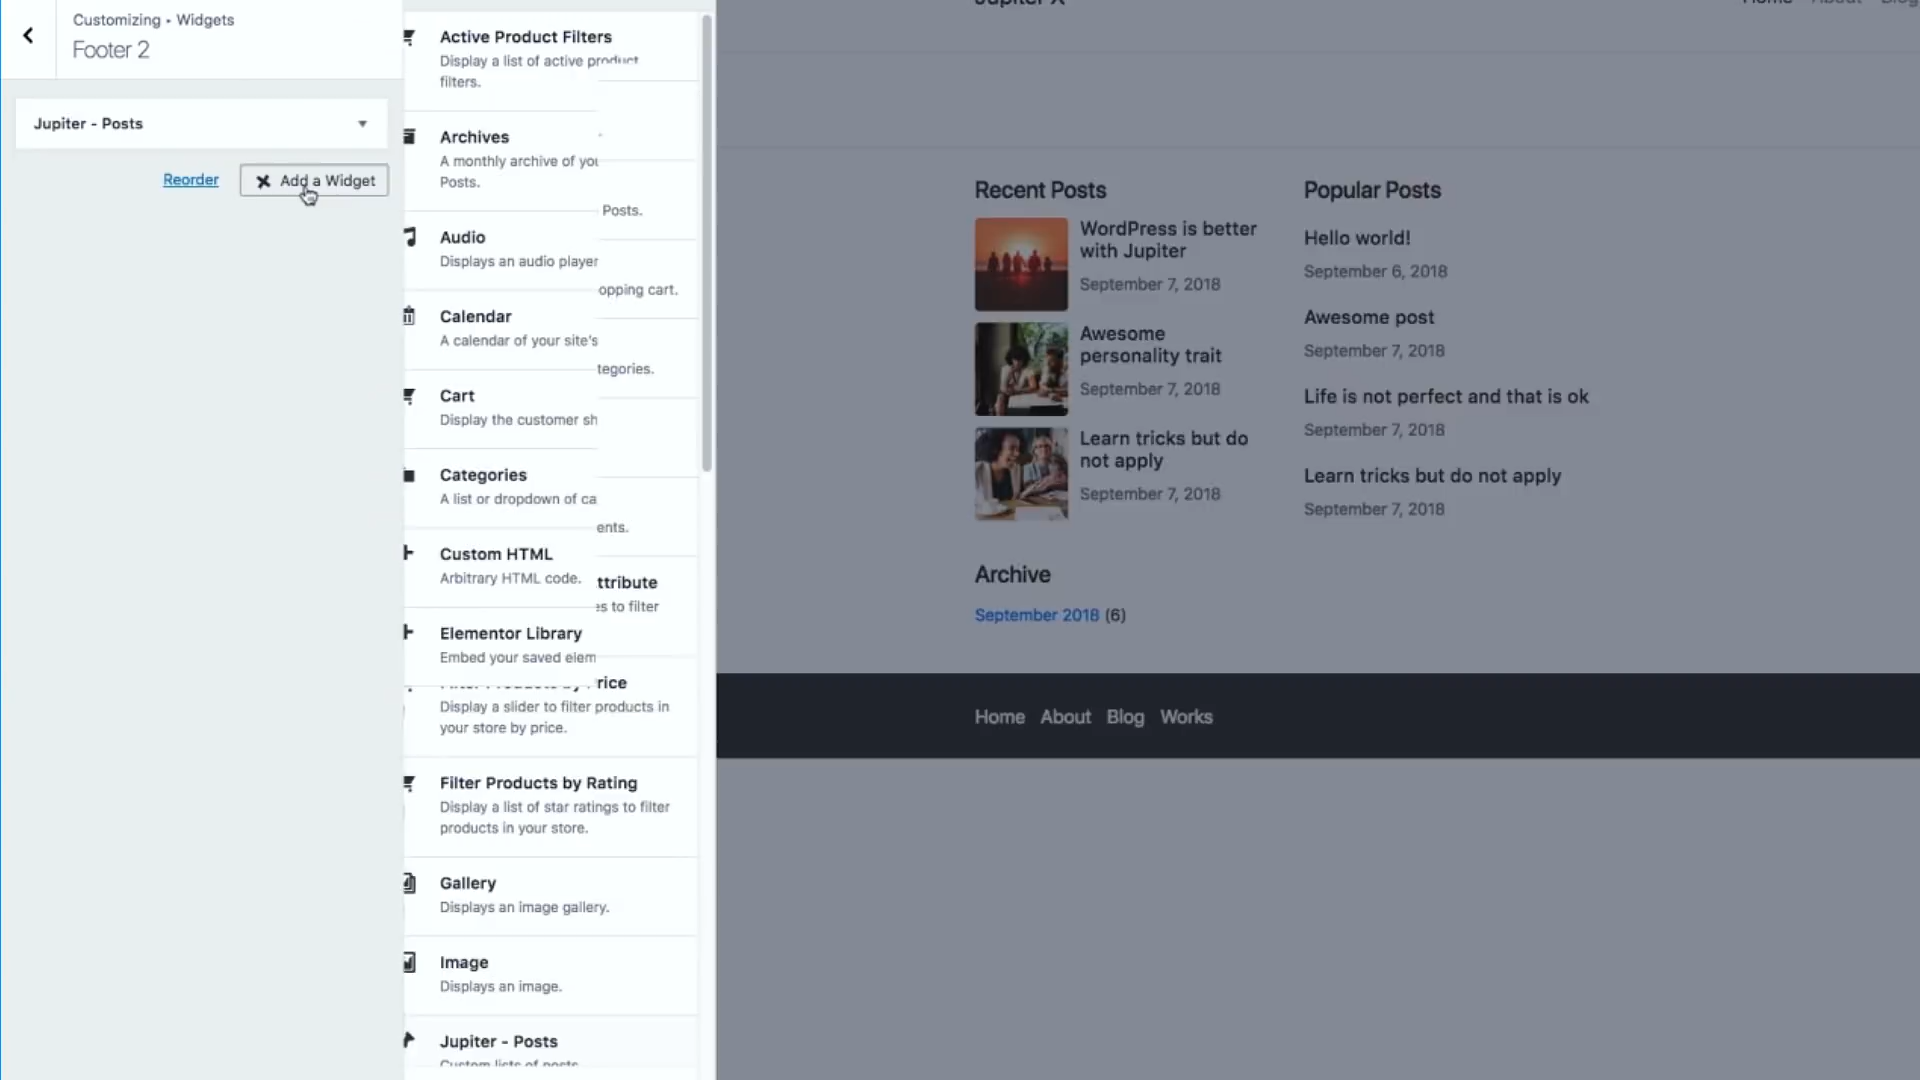 Customizing • Widgets
Footer 2
Jupiter - Posts
Reorder
Add a Widget
Active Product Filters
Display a list of active product
filters.
Archives
A monthly archive of you
Posts.
Posts.
Audio
Displays an audio player
opping cart.
Calendar
A calendar of your site's
tegories.
Cart
Display the customer sh
Categories
A list or dropdown of ca
ents.
Custom HTML
Arbitrary HTML code.
ttribute
es to filter
Elementor Library
Embed your saved elem
rice
Display a slider to filter products in
your store by price.
Filter Products by Rating
Display a list of star ratings to filter
products in your store.
Gallery
Displays an image gallery.
Image
Displays an image.
Jupiter - Posts
Custom lists of posts
Jupiter X
Home About Blog
Recent Posts
WordPress is better
with Jupiter
September 7, 2018
Awesome
personality trait
September 7, 2018
Learn tricks but do
not apply
September 7, 2018
Popular Posts
Hello world!
September 6, 2018
Awesome post
September 7, 2018
Life is not perfect and that is ok
September 7, 2018
Learn tricks but do not apply
September 7, 2018
Archive
September 2018 (6)
Home About Blog Works